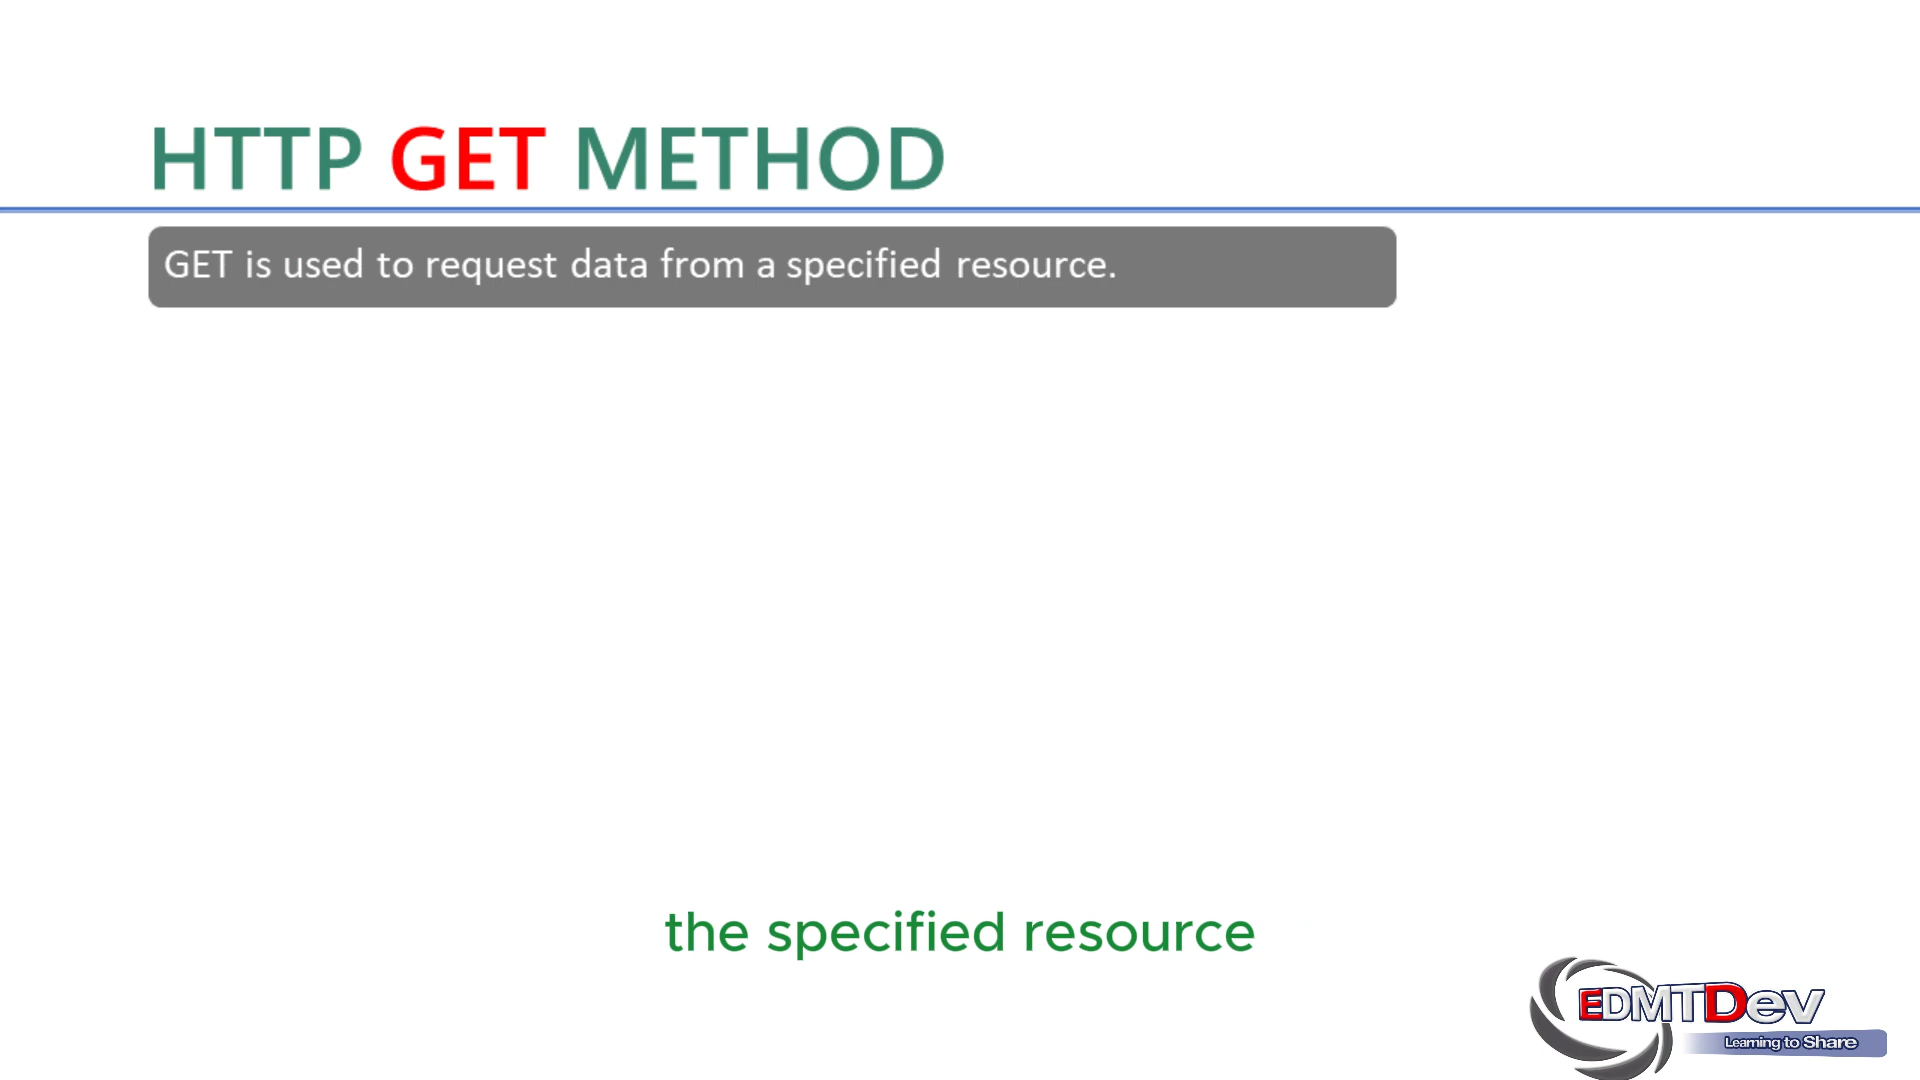 HTTP GET METHOD
GET is used to request data from a specified resource.
the specified resource
EDMTDev
Learning to Share